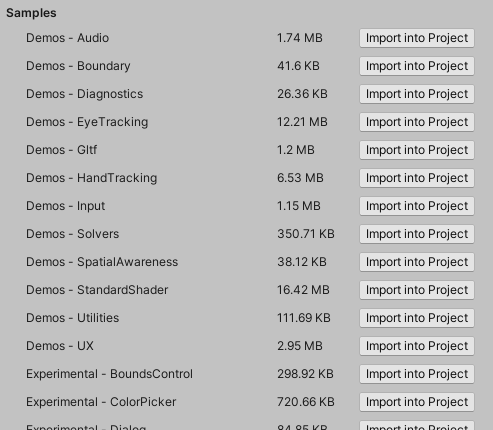 Samples
Demos - Audio 1.74 MB Import into Project
Demos - Boundary 41.6 KB Import into Project
Demos - Diagnostics 26.36 KB Import into Project
Demos - EyeTracking 12.21 MB Import into Project
Demos - Gltf 1.2 MB Import into Project
Demos - HandTracking 6.53 MB Import into Project
Demos - Input 1.15 MB Import into Project
Demos - Solvers 350.71 KB Import into Project
Demos - SpatialAwareness 38.12 KB Import into Project
Demos - StandardShader 16.42 MB Import into Project
Demos - Utilities 111.69 KB Import into Project
Demos - UX 2.95 MB Import into Project
Experimental - BoundsControl 298.92 KB Import into Project
Experimental - ColorPicker 720.66 KB Import into Project
Experimental - Dialog 84.85 KB Import into Project